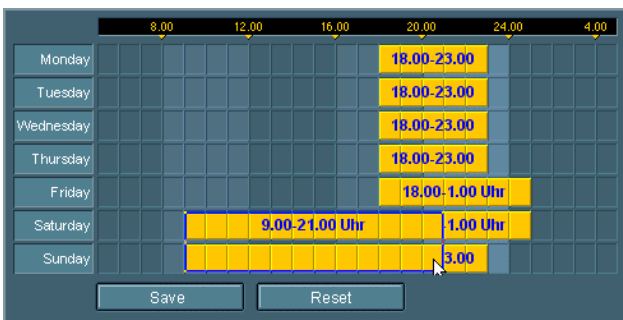 8.00 12.00 16.00 20.00 24.00 4.00
Monday 18.00-23.00
Tuesday 18.00-23.00
Wednesday 18.00-23.00
Thursday 18.00-23.00
Friday 18.00-1.00 Uhr
Saturday 9.00-21.00 Uhr 1.00 Uhr
Sunday 3.00
Save Reset